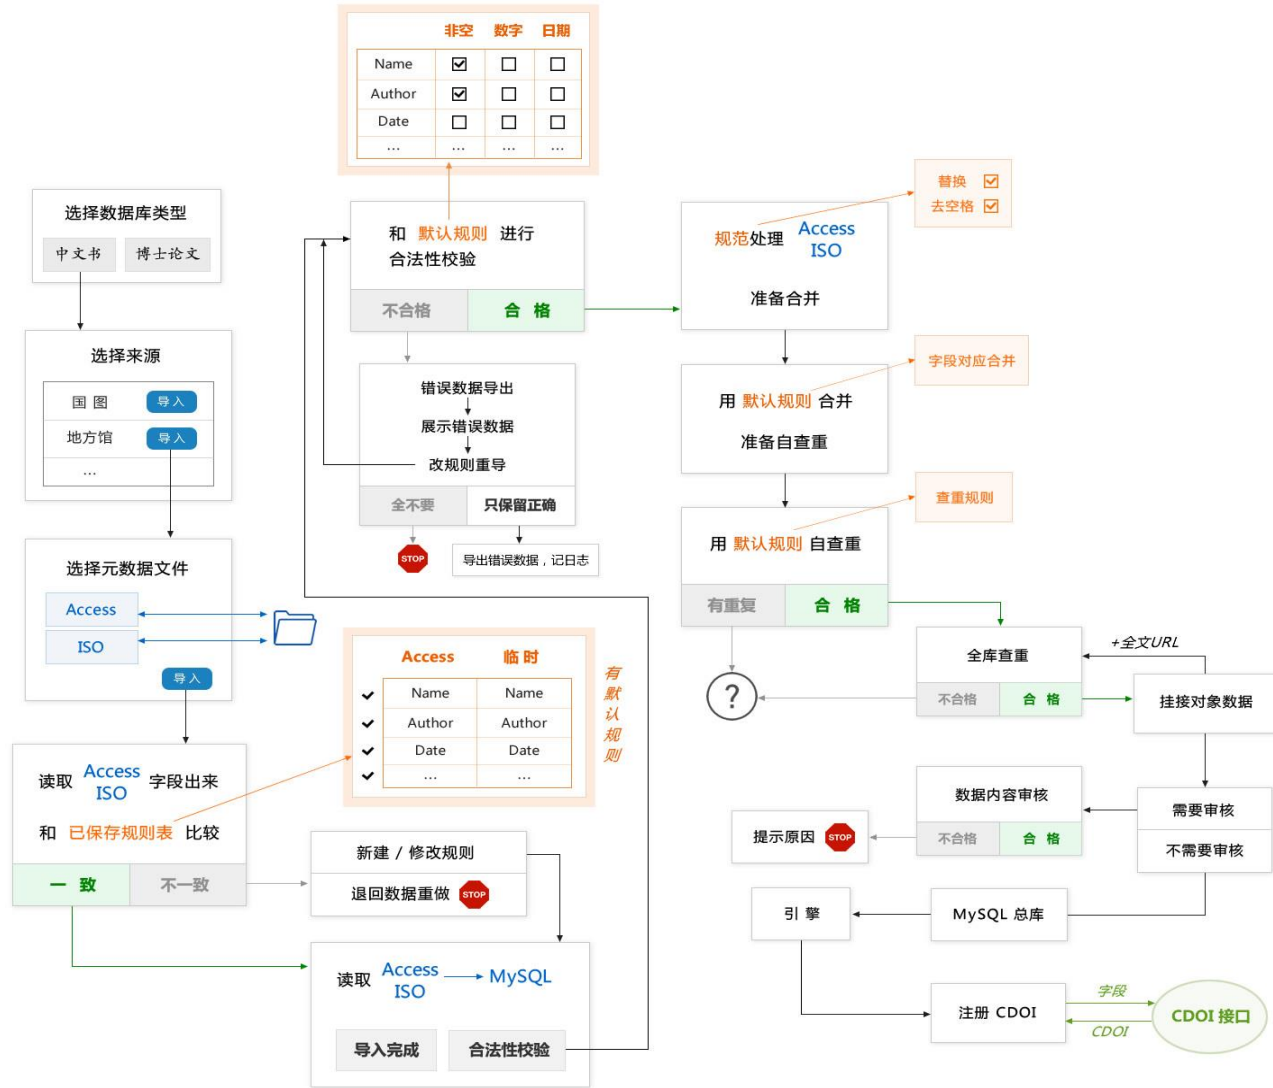 非空 数字 日期
Name
Author
Date
... ... ... ...
选择数据库类型
中文书 博士论文
选择来源
国 图 导入
地方馆 导入
...
选择元数据文件
Access
ISO
导入
读取 Access ISO 字段出来
和 已保存规则表 比较
一 致 不一致
和 默认规则 进行
合法性校验
不合格 合 格
错误数据导出
展示错误数据
改规则重导
全不要 只保留正确
STOP
导出错误数据，记日志
Access 临时
Name Name
Author Author
Date Date
... ...
有默认规则
新建 / 修改规则
退回数据重做 STOP
读取 Access ISO MySQL
导入完成 合法性校验
规范处理 Access ISO
准备合并
替换
去空格
用 默认规则 合并
准备自查重
字段对应合并
用 默认规则 自查重
有重复 合 格
查重规则
?
全库查重
不合格 合 格
+全文URL
挂接对象数据
需要审核
不需要审核
数据内容审核
不合格 合 格
提示原因 STOP
MySQL 总库
引 擎
注册 CDOI
字段
CDOI
CDOI 接口